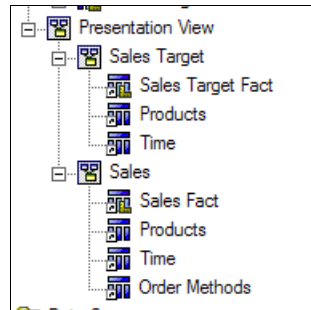 Presentation View
Sales Target
Sales Target Fact
Products
Time
Sales
Sales Fact
Products
Time
Order Methods